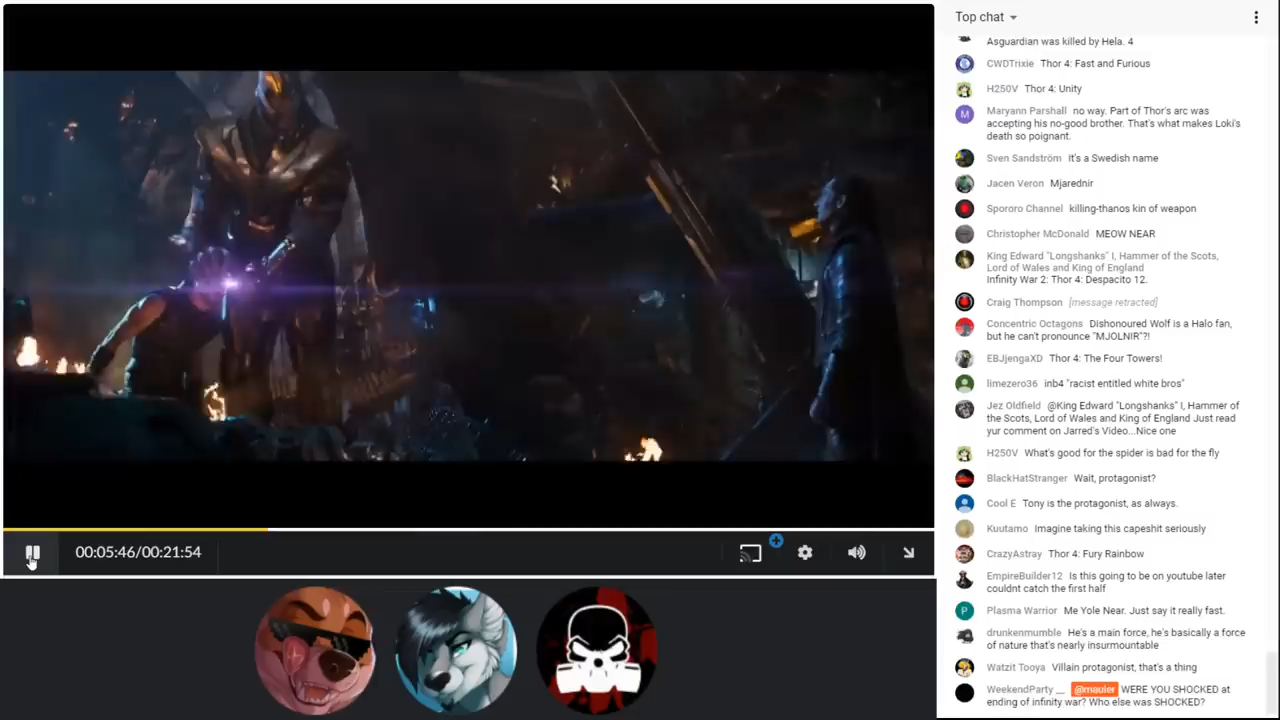 Top chat
Asguardian was killed by Hela. 4
CWDTrixie Thor 4: Fast and Furious
H250V Thor 4: Unity
Maryann Parshall no way. Part of Thor's arc was
accepting his no-good brother. That's what makes Loki's
death so poignant.
Sven Sandström It's a Swedish name
Jacen Veron Mjarednir
Spororo Channel killing-thanos kin of weapon
Christopher McDonald MEOW NEAR
King Edward "Longshanks" I, Hammer of the Scots,
Lord of Wales and King of England
Infinity War 2: Thor 4: Despacito 12.
Craig Thompson [message retracted]
Concentric Octagons Dishonoured Wolf is a Halo fan,
but he can't pronounce "MJOLNIR"?!
EBJjengaXD Thor 4: The Four Towers!
limezero36 inb4 "racist entitled white bros"
Jez Oldfield @King Edward "Longshanks" I, Hammer of
the Scots, Lord of Wales and King of England Just read
yur comment on Jarred's Video...Nice one
H250V What's good for the spider is bad for the fly
BlackHatStranger Wait, protagonist?
Cool E Tony is the protagonist, as always.
Kuutamo Imagine taking this capeshit seriously
CrazyAstray Thor 4: Fury Rainbow
EmpireBuilder12 Is this going to be on youtube later
couldnt catch the first half
P Plasma Warrior Me Yole Near. Just say it really fast.
drunkenmumble He's a main force, he's basically a force
of nature that's nearly insurmountable
Watzit Tooya Villain protagonist, that's a thing
WeekendParty __ @mauler WERE YOU SHOCKED at
ending of infinity war? Who else was SHOCKED?
M
00:05:46/00:21:54